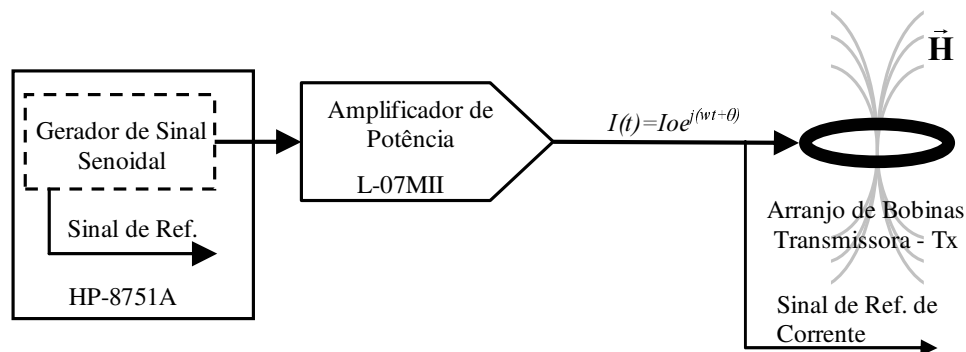 Gerador de Sinal
Senoidal
Sinal de Ref.
HP-8751A
Amplificador de
Potência
L-07MII
I(t)=Ioe^{j(wt+θ)}
H⃗
Arranjo de Bobinas
Transmissora - Tx
Sinal de Ref. de
Corrente